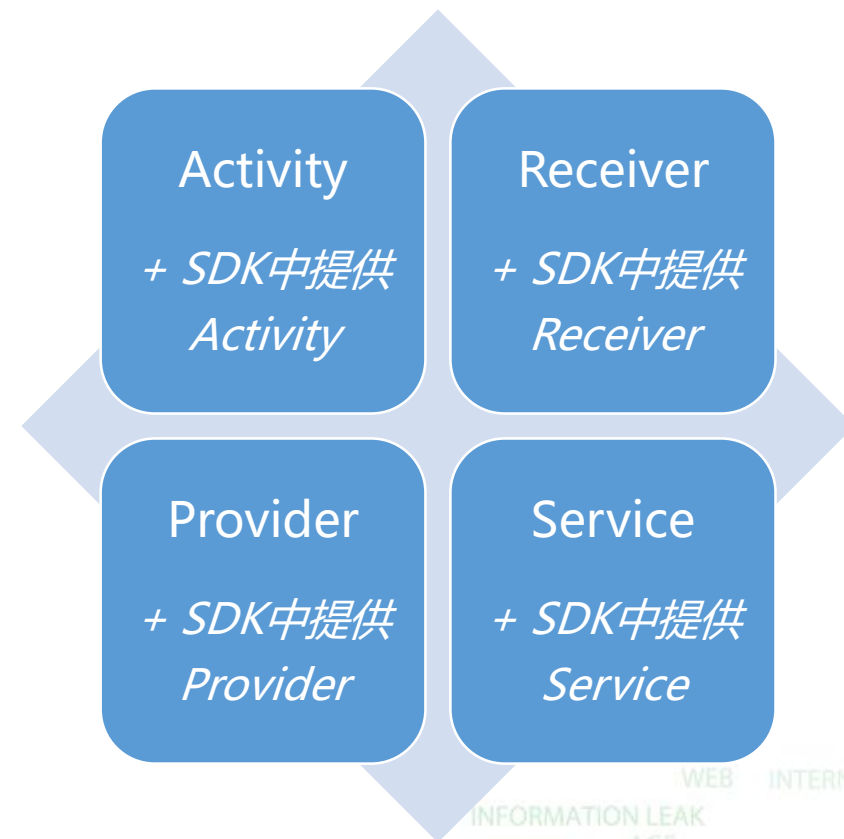 Activity
+ SDK中提供
Activity
Receiver
+ SDK中提供
Receiver
Provider
+ SDK中提供
Provider
Service
+ SDK中提供
Service
WEB INTERN
INFORMATION LEAK